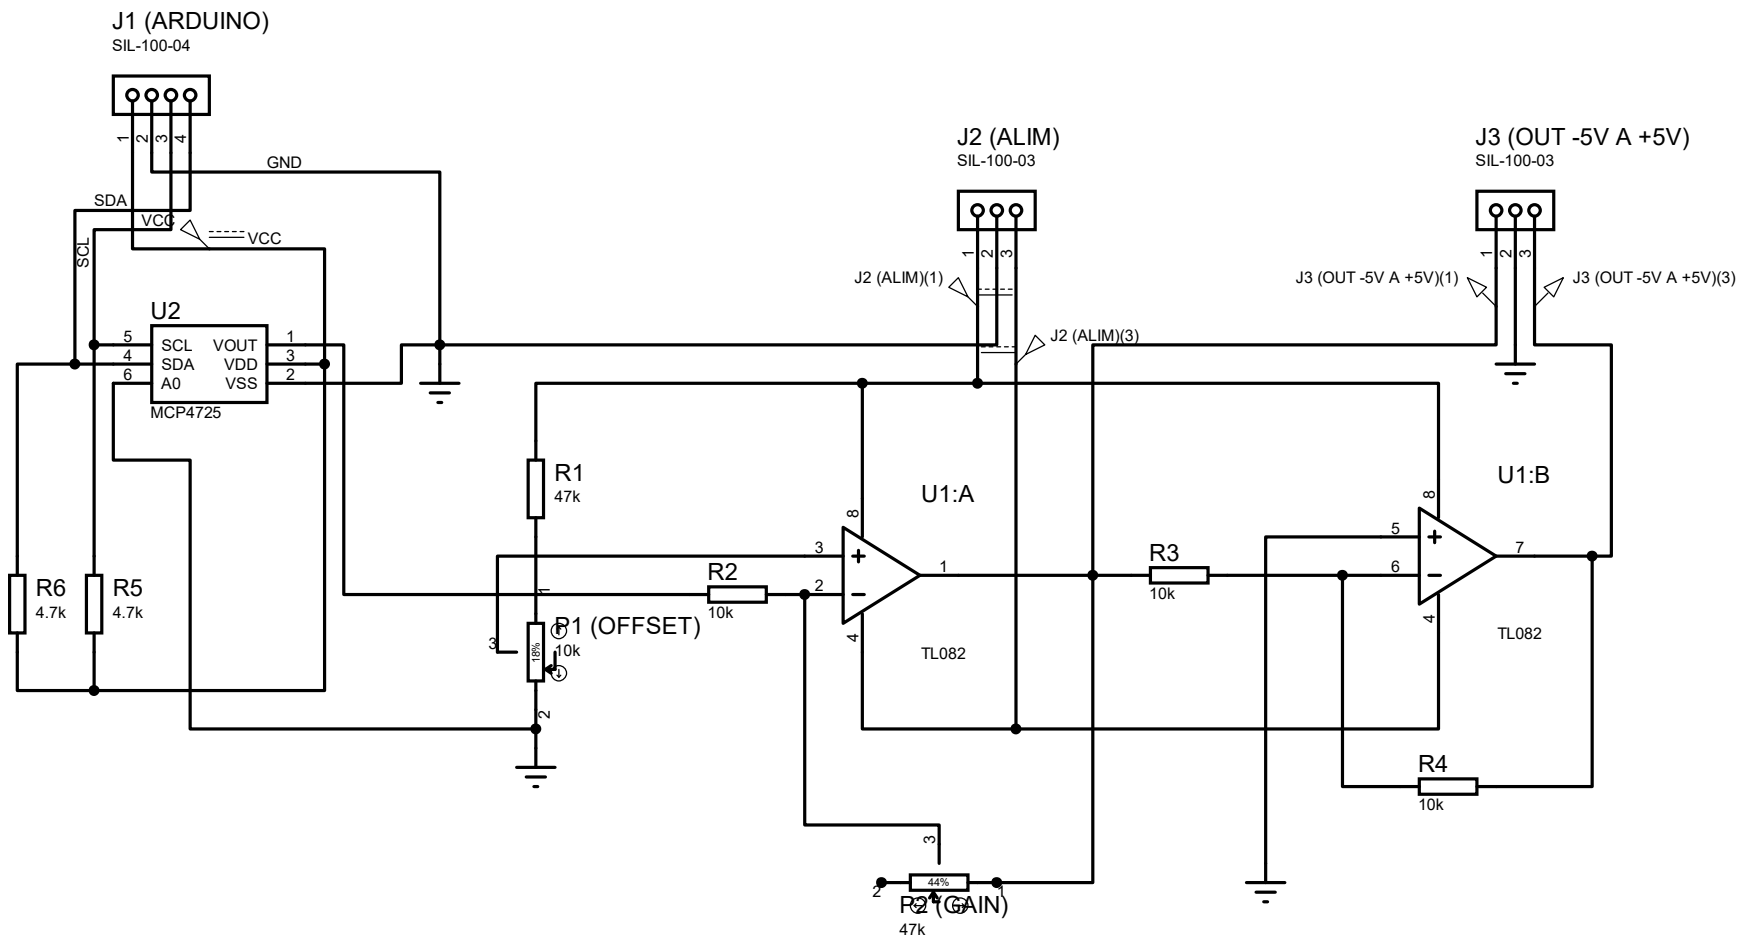 J1 (ARDUINO)
SIL-100-04
1
2
3
4
GND
SDA
VCC
VCC
SCL
J2 (ALIM)
SIL-100-03
1
2
3
J2 (ALIM)(1)
J2 (ALIM)(3)
J3 (OUT -5V A +5V)
SIL-100-03
1
2
3
J3 (OUT -5V A +5V)(1)
J3 (OUT -5V A +5V)(3)
U2
5 SCL VOUT 1
4 SDA VDD 3
6 A0 VSS 2
MCP4725
R1
47k
U1:A
8
3
2
1
4
TL082
U1:B
8
5
6
7
4
TL082
R6
4.7k
R5
4.7k
R2
10k
R3
10k
1
P1 (OFFSET)
3
18%
10k
2
R4
10k
3
2
44%
1
P2 (GAIN)
47k